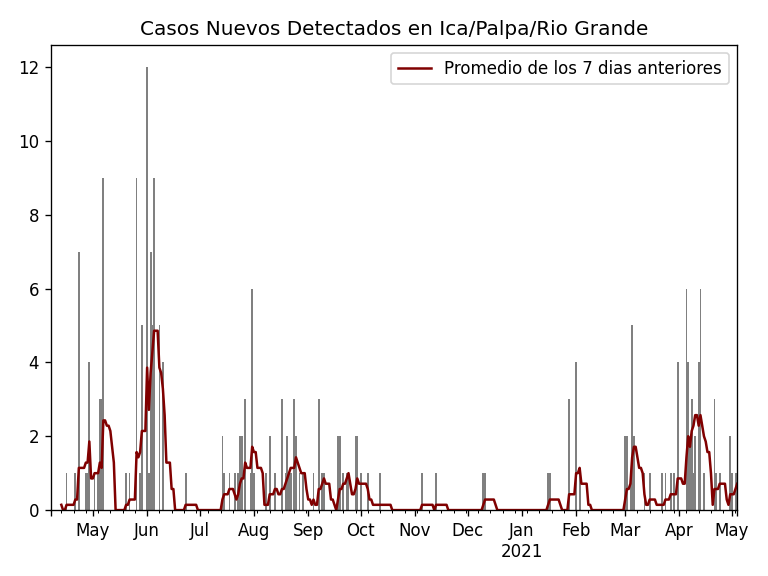 Casos Nuevos Detectados en Ica/Palpa/Rio Grande
Promedio de los 7 dias anteriores
12
10
8
6
4
2
0
May Jun Jul Aug Sep Oct Nov Dec Jan Feb Mar Apr May
2021